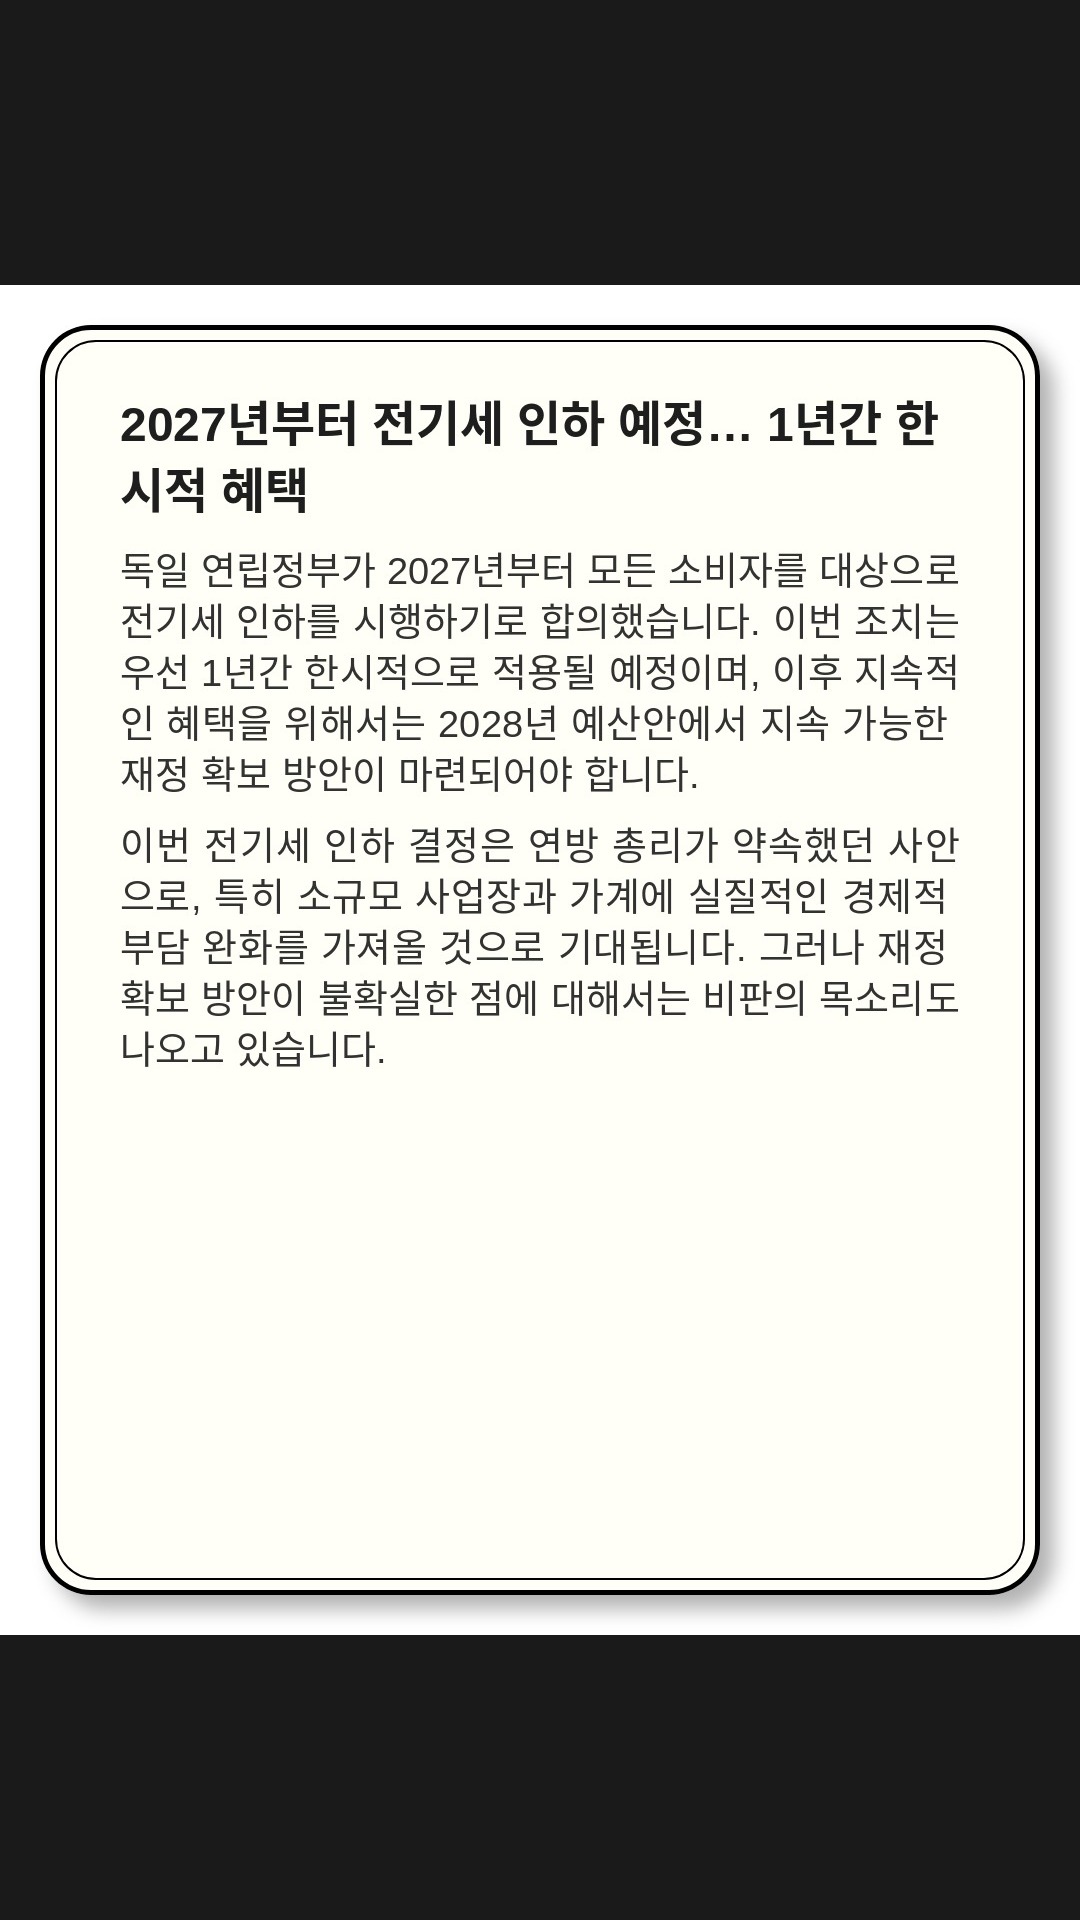 2027년부터 전기세 인하 예정… 1년간 한
시적 혜택
독일 연립정부가 2027년부터 모든 소비자를 대상으로
전기세 인하를 시행하기로 합의했습니다. 이번 조치는
우선 1년간 한시적으로 적용될 예정이며, 이후 지속적
인 혜택을 위해서는 2028년 예산안에서 지속 가능한
재정 확보 방안이 마련되어야 합니다.
이번 전기세 인하 결정은 연방 총리가 약속했던 사안
으로, 특히 소규모 사업장과 가계에 실질적인 경제적
부담 완화를 가져올 것으로 기대됩니다. 그러나 재정
확보 방안이 불확실한 점에 대해서는 비판의 목소리도
나오고 있습니다.